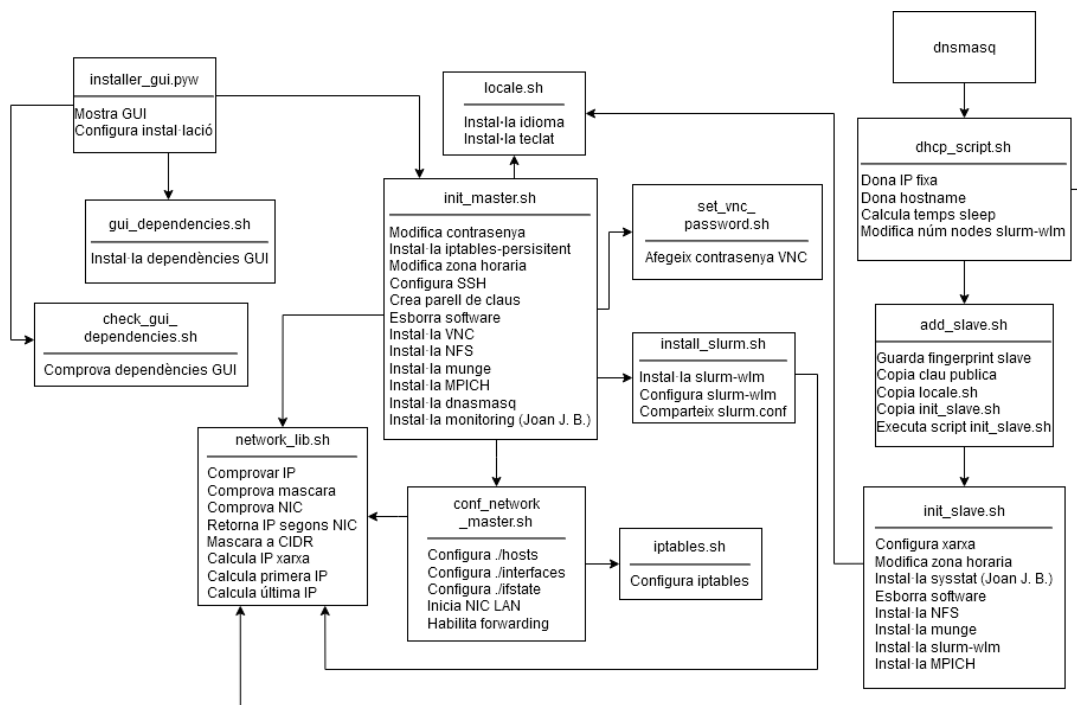 dnsmasq
installer_gui.pyw
Mostra GUI
Configura instal·lació
locale.sh
Instal·la idioma
Instal·la teclat
dhcp_script.sh
Dona IP fixa
Dona hostname
Calcula temps sleep
Modifica núm nodes slurm-wlm
gui_dependencies.sh
Instal·la dependències GUI
init_master.sh
Modifica contrasenya
Instal·la iptables-persisitent
Modifica zona horaria
Configura SSH
Crea parell de claus
Esborra software
Instal·la VNC
Instal·la NFS
Instal·la munge
Instal·la MPICH
Instal·la dnasmasq
Instal·la monitoring (Joan J. B.)
set_vnc_
password.sh
Afegeix contrasenya VNC
check_gui_
dependencies.sh
Comprova dependències GUI
install_slurm.sh
Instal·la slurm-wlm
Configura slurm-wlm
Comparteix slurm.conf
add_slave.sh
Guarda fingerprint slave
Copia clau publica
Copia locale.sh
Copia init_slave.sh
Executa script init_slave.sh
network_lib.sh
Comprovar IP
Comprova mascara
Comprova NIC
Retorna IP segons NIC
Mascara a CIDR
Calcula IP xarxa
Calcula primera IP
Calcula última IP
conf_network
_master.sh
Configura ./hosts
Configura ./interfaces
Configura ./ifstate
Inicia NIC LAN
Habilita forwarding
iptables.sh
Configura iptables
init_slave.sh
Configura xarxa
Modifica zona horaria
Instal·la sysstat (Joan J. B.)
Esborra software
Instal·la NFS
Instal·la munge
Instal·la slurm-wlm
Instal·la MPICH